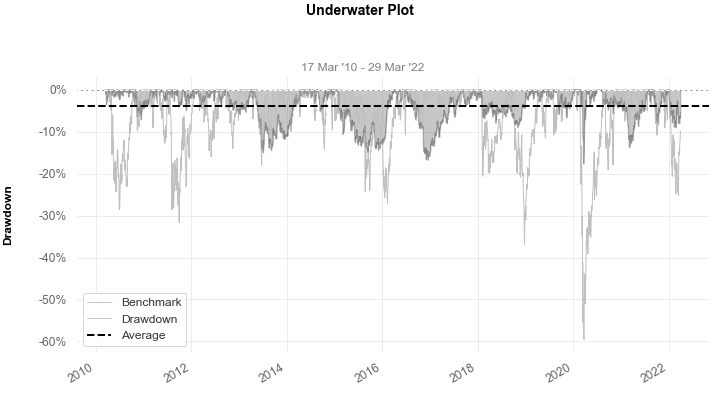 Underwater Plot
17 Mar '10 - 29 Mar '22
Drawdown
0%
-10%
-20%
-30%
-40%
-50%
-60%
Benchmark
Drawdown
Average
2010
2012
2014
2016
2018
2020
2022